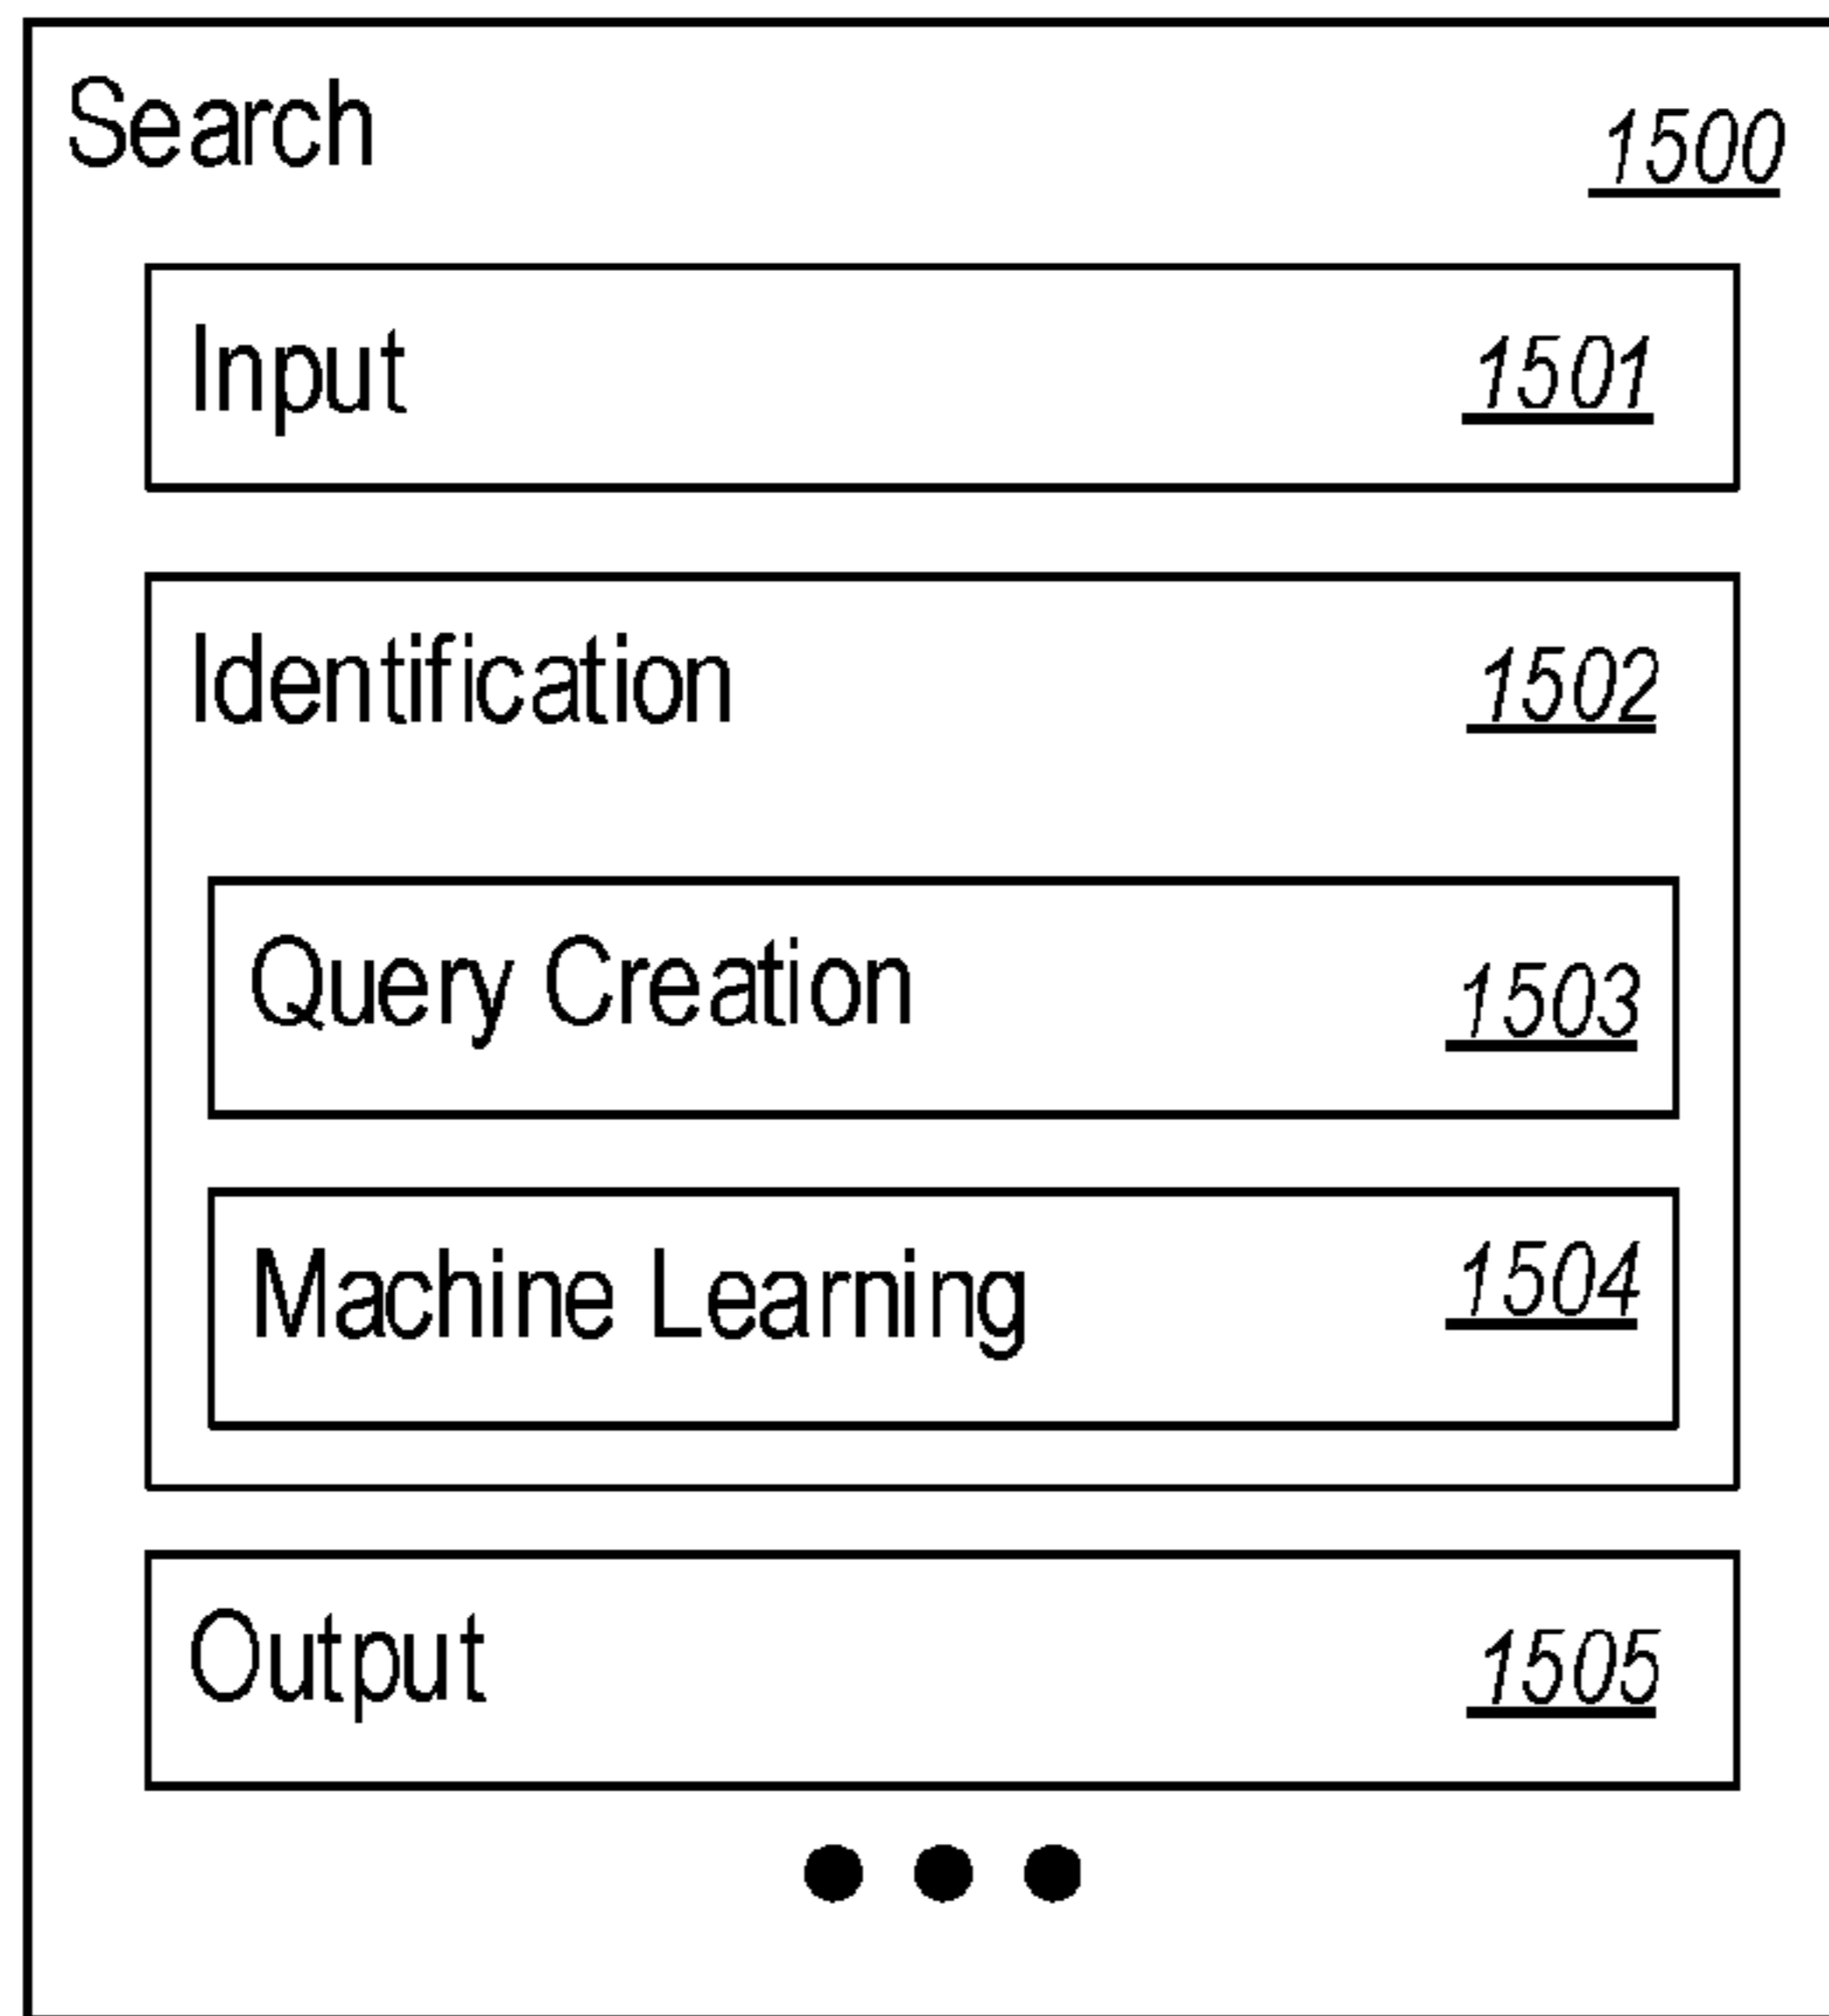 Search 1500
Input 1501
Identification 1502
Query Creation 1503
Machine Learning 1504
Output 1505